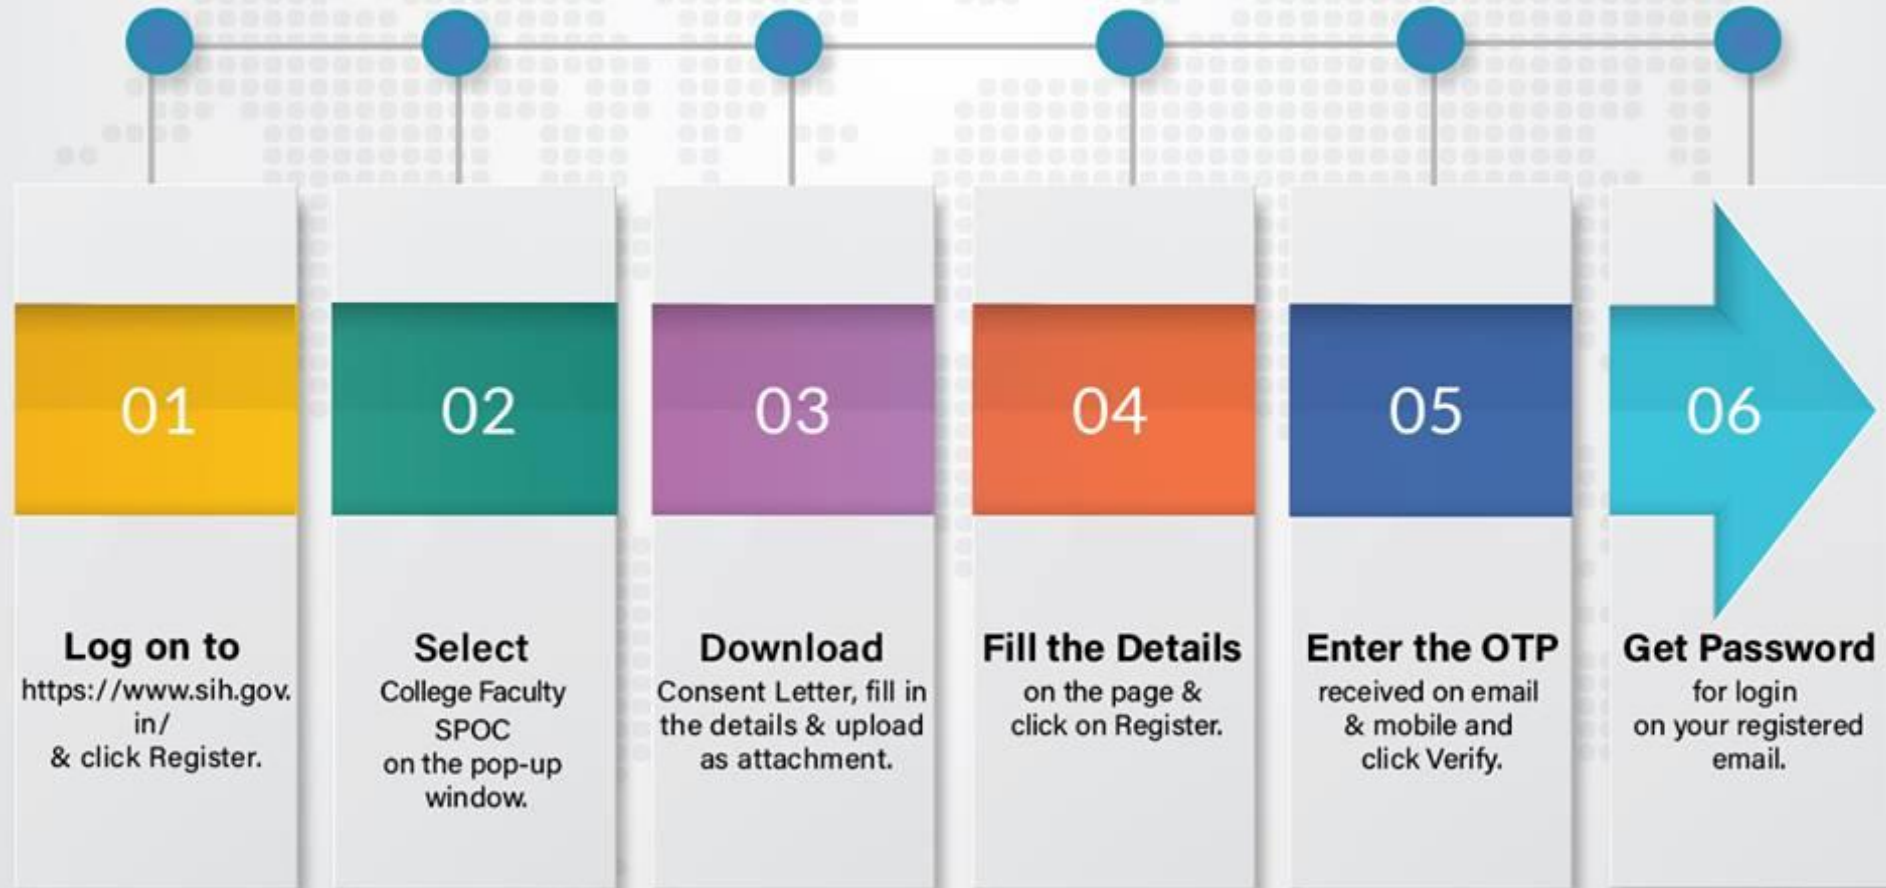 01
Log on to
https://www.sih.gov.
in/
& click Register.
02
Select
College Faculty
SPOC
on the pop-up
window.
03
Download
Consent Letter, fill in
the details & upload
as attachment.
04
Fill the Details
on the page &
click on Register.
05
Enter the OTP
received on email
& mobile and
click Verify.
06
Get Password
for login
on your registered
email.